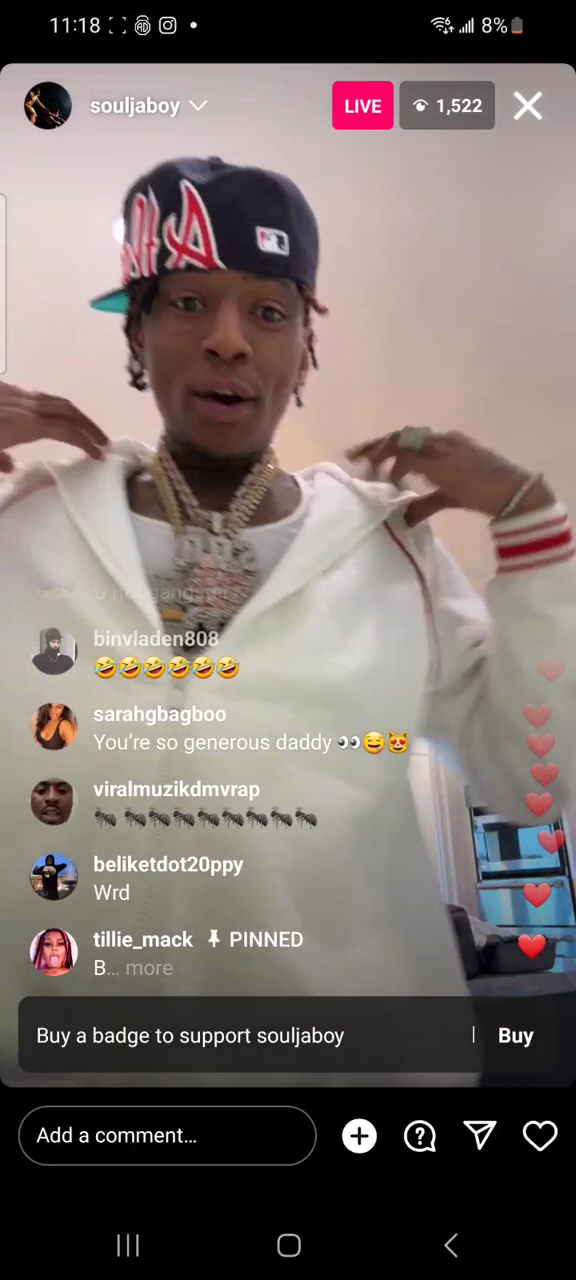 11:18
8%
souljaboy
LIVE
1,522
A
binvladen808
🤣🤣🤣🤣🤣🤣
sarahgbagboo
You're so generous daddy 👀😆😻
viralmuzikdmvrap
🐜🐜🐜🐜🐜🐜🐜🐜🐜
beliketdot20ppy
Wrd
tillie_mack PINNED
B... more
Buy a badge to support souljaboy | Buy
Add a comment...